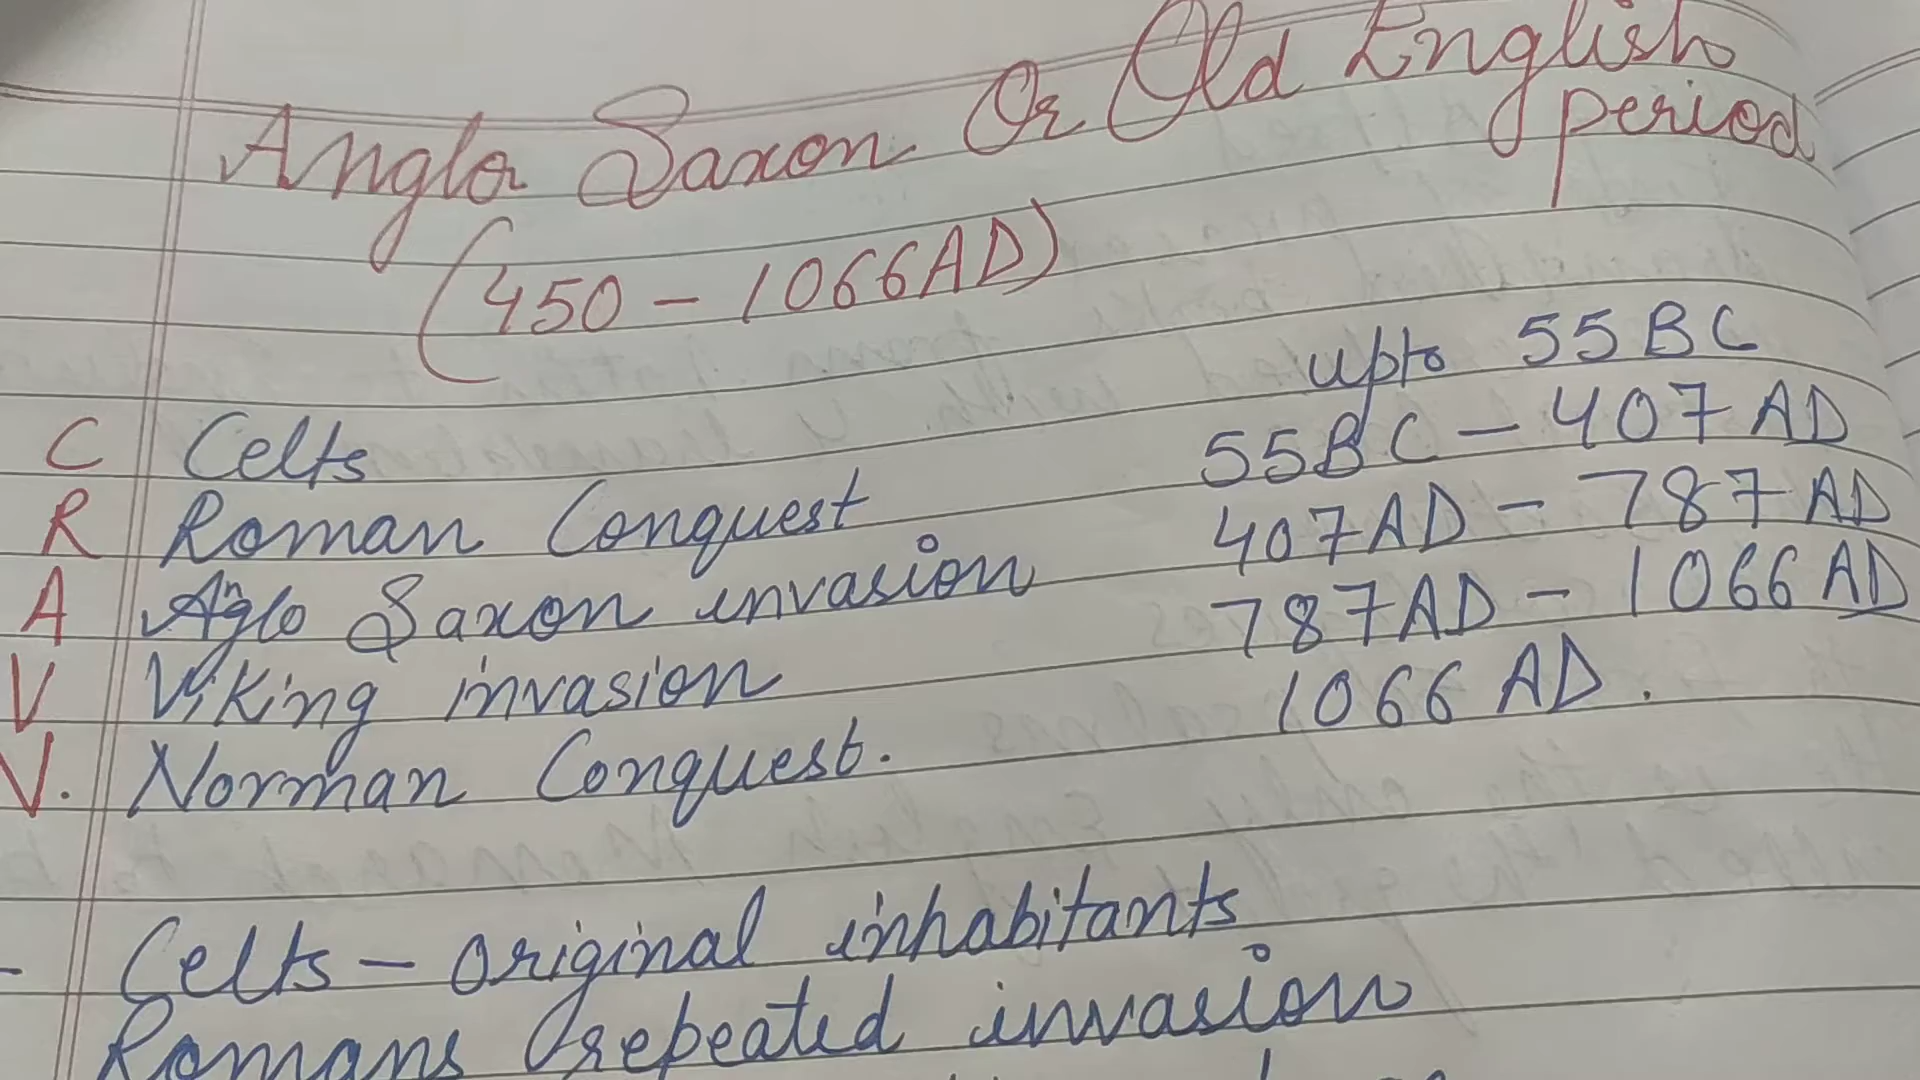 Anglo Saxon Or Old English
period
(450 - 1066AD)
upto 55BC
C Celts 55BC - 407 AD
R Roman Conquest 407AD - 787 AD
A Anglo Saxon invasion 787AD - 1066 AD
V Viking invasion 1066 AD.
V. Norman Conquest.
- Celts - original inhabitants
Romans repeated invasion